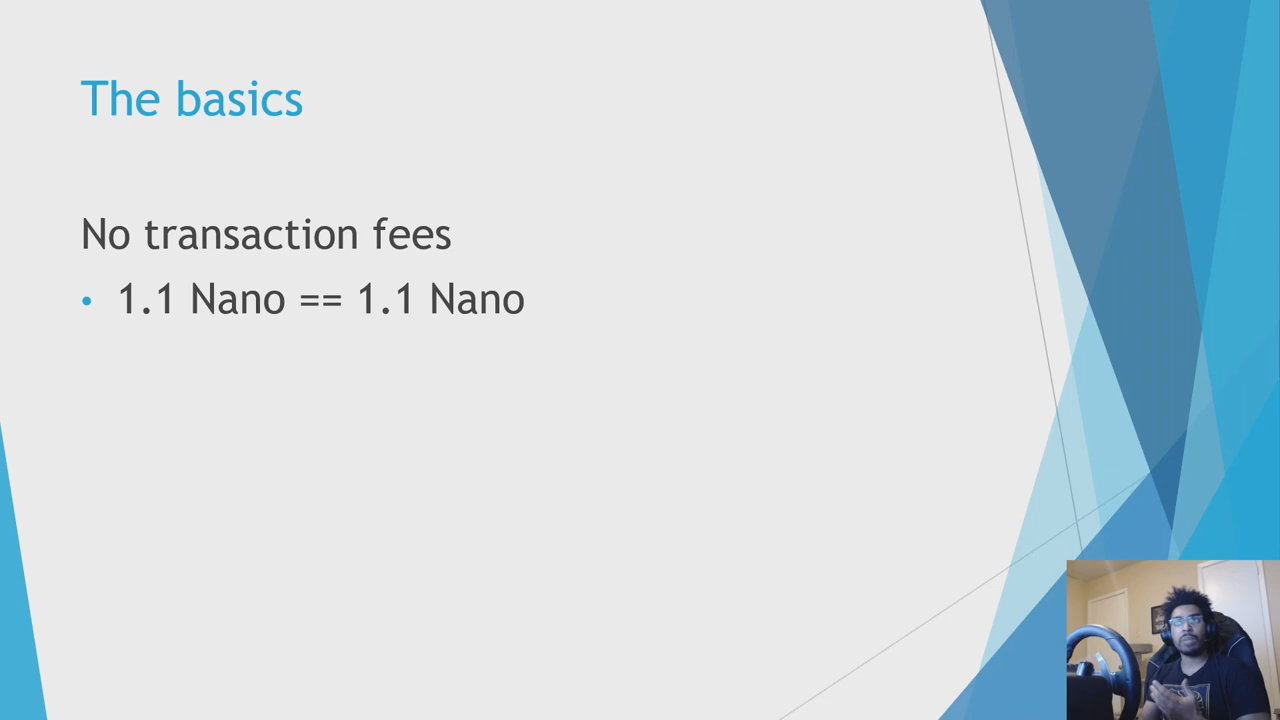 The basics
No transaction fees
• 1.1 Nano == 1.1 Nano